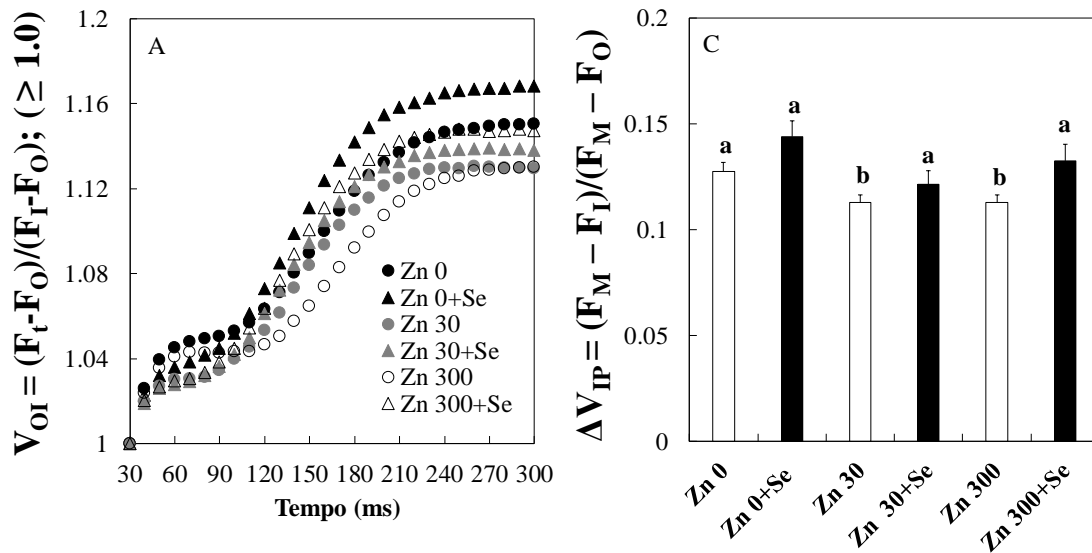 A
V_OI = (F_t-F_O)/(F_I-F_O); (≥ 1.0)
1.2
1.16
1.12
1.08
1.04
1
30 60 90 120 150 180 210 240 270 300
Tempo (ms)
Zn 0
Zn 0+Se
Zn 30
Zn 30+Se
Zn 300
Zn 300+Se
C
ΔV_IP = (F_M − F_I)/(F_M − F_O)
0.2
0.15
0.1
0.05
0
a
a
b
a
b
a
Zn 0
Zn 0+Se
Zn 30
Zn 30+Se
Zn 300
Zn 300+Se